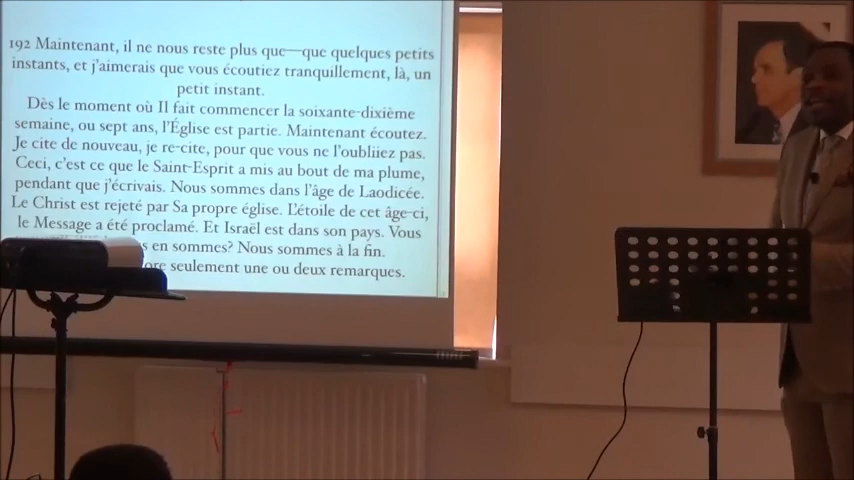 192 Maintenant, il ne nous reste plus que—que quelques petits
instants, et j'aimerais que vous écoutiez tranquillement, là, un
petit instant.
Dès le moment où Il fait commencer la soixante-dixième
semaine, ou sept ans, l'Église est partie. Maintenant écoutez.
Je cite de nouveau, je re-cite, pour que vous ne l'oubliiez pas.
Ceci, c'est ce que le Saint-Esprit a mis au bout de ma plume,
pendant que j'écrivais. Nous sommes dans l'âge de Laodicée.
Le Christ est rejeté par Sa propre église. L'étoile de cet âge-ci,
le Message a été proclamé. Et Israël est dans son pays. Vous
en sommes? Nous sommes à la fin.
seulement une ou deux remarques.